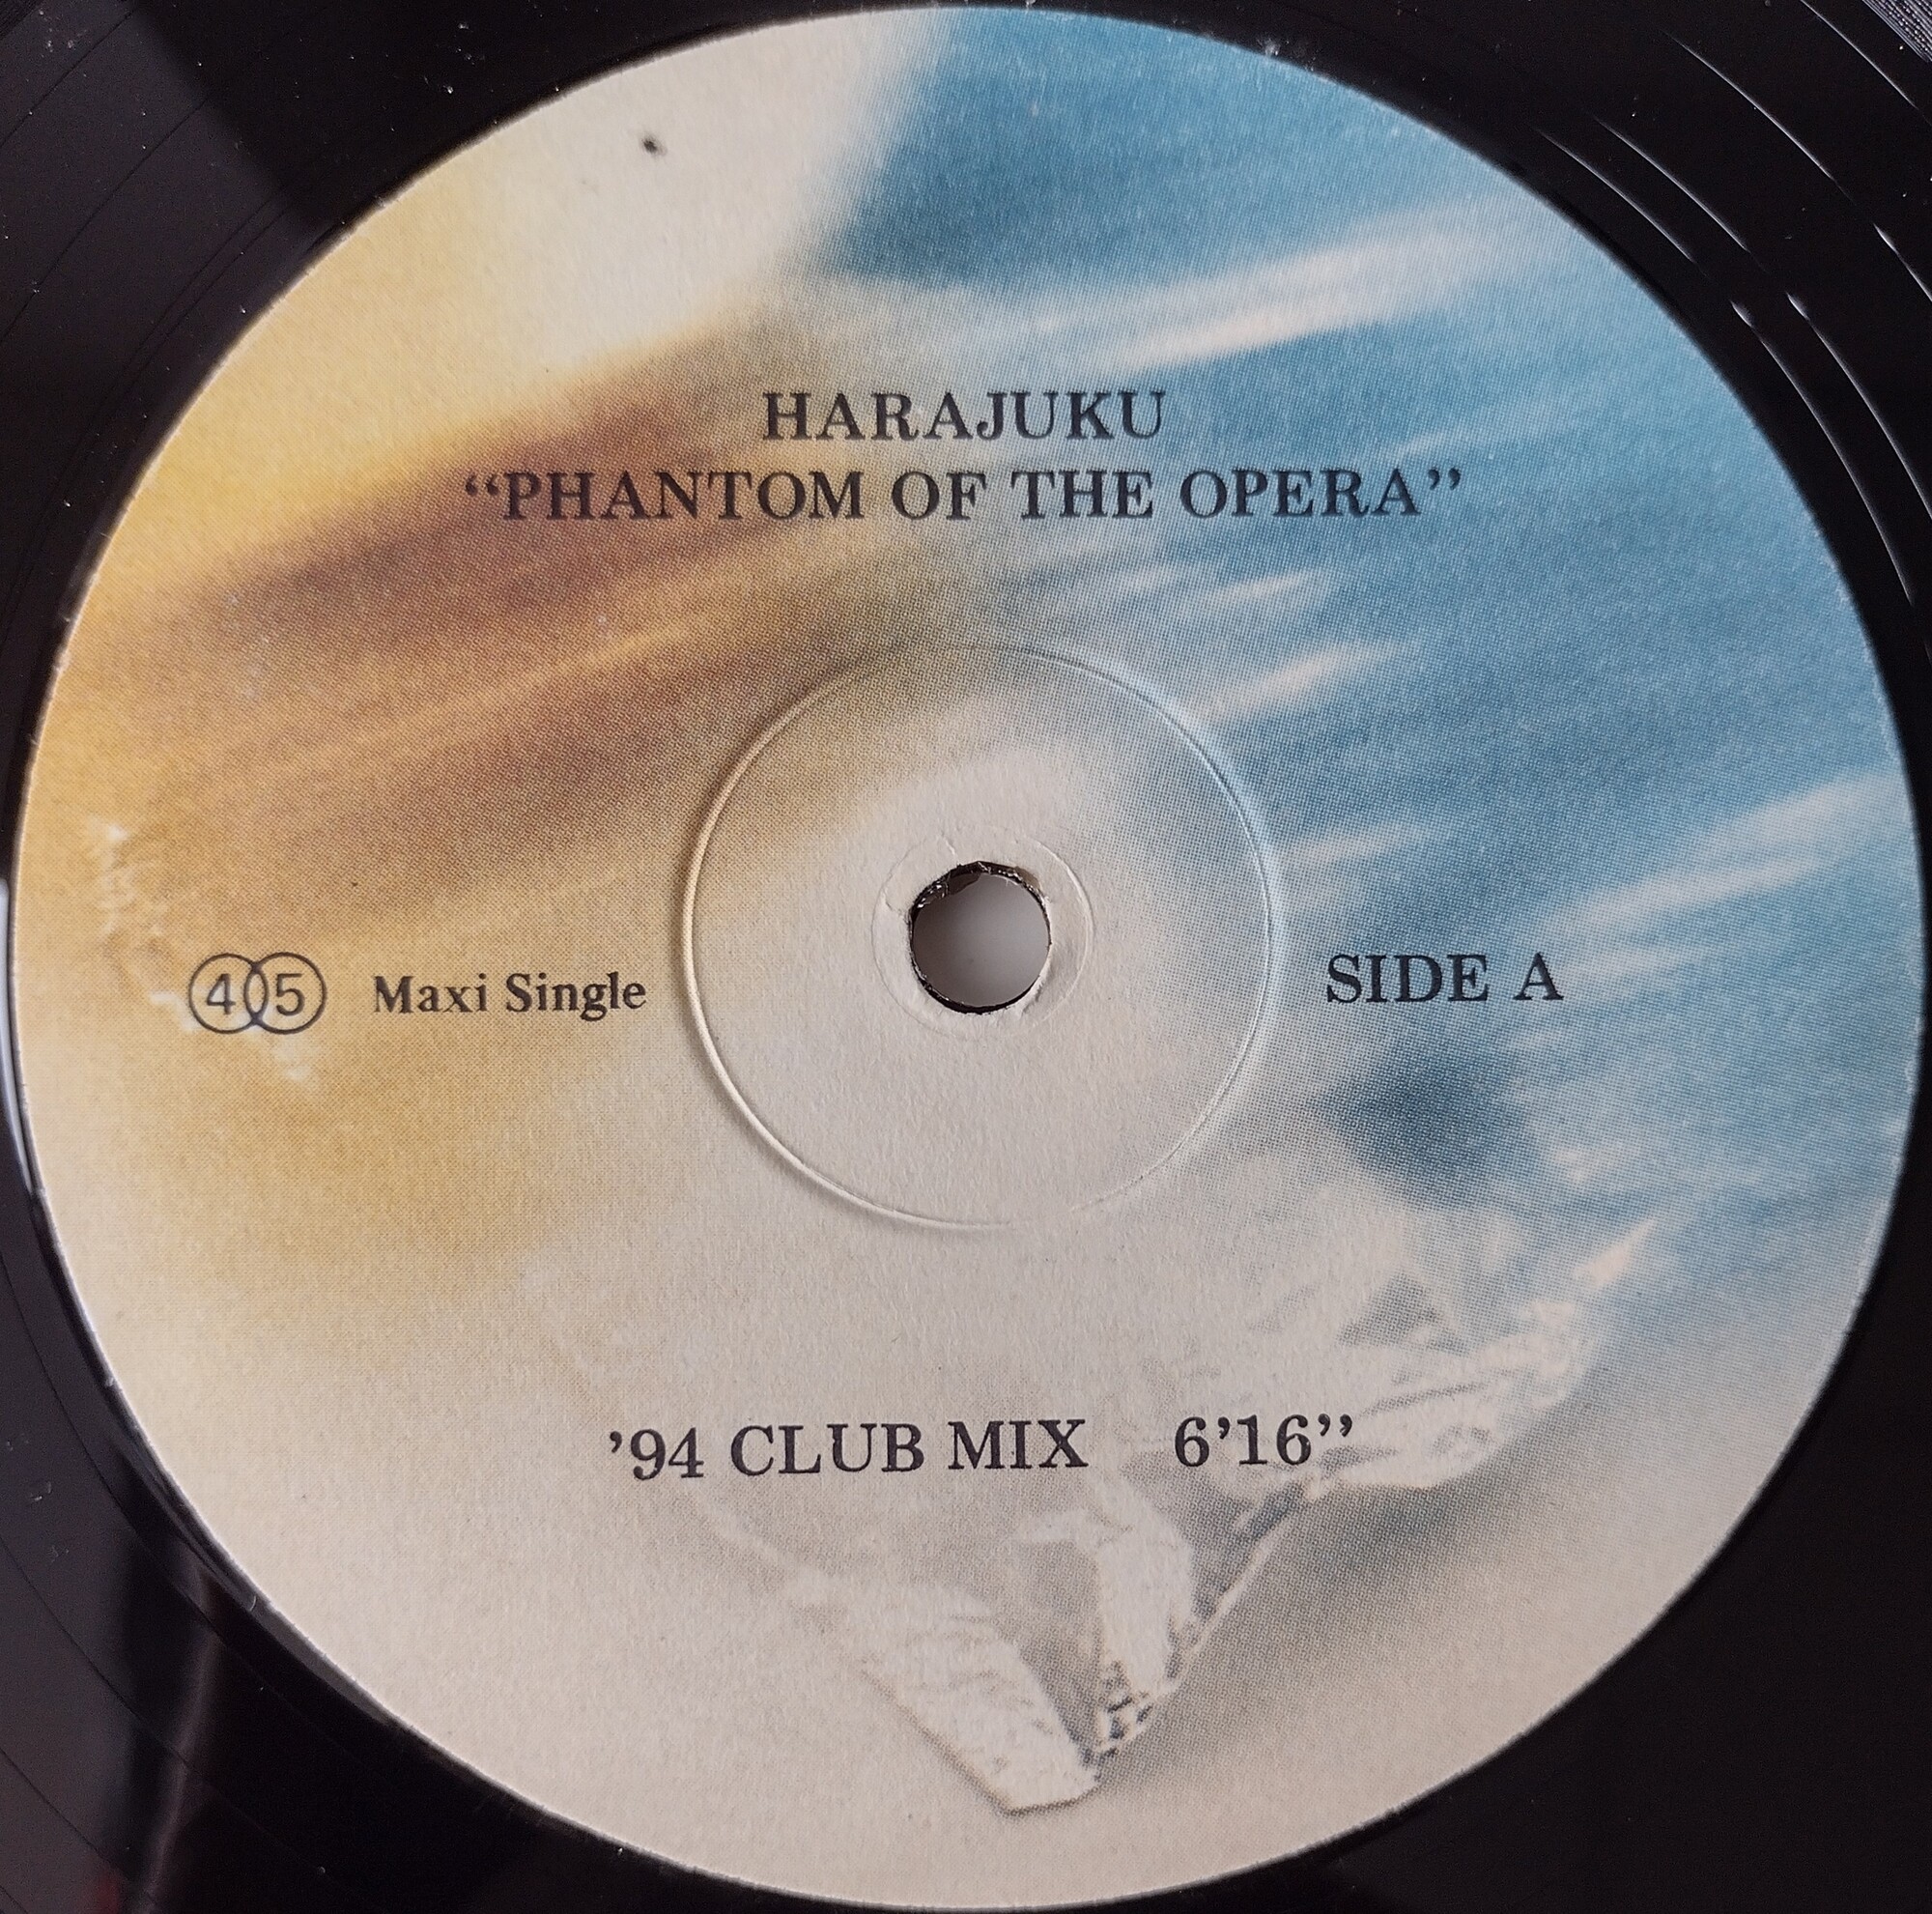 HARAJUKU
“PHANTOM OF THE OPERA”
45 Maxi Single
SIDE A
’94 CLUB MIX 6’16”